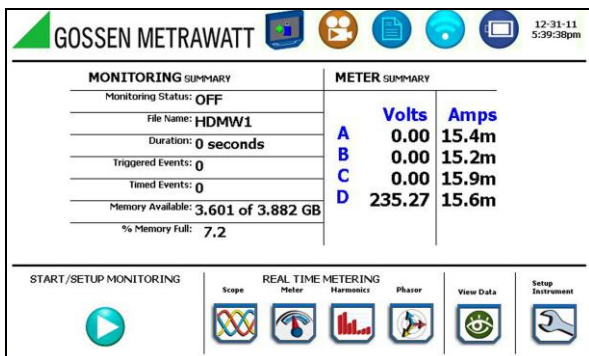 GOSSEN METRAWATT
12-31-11
5:39:38pm
MONITORING SUMMARY
Monitoring Status: OFF
File Name: HDMW1
Duration: 0 seconds
Triggered Events: 0
Timed Events: 0
Memory Available: 3.601 of 3.882 GB
% Memory Full: 7.2
METER SUMMARY
Volts Amps
A 0.00 15.4m
B 0.00 15.2m
C 0.00 15.9m
D 235.27 15.6m
START/SETUP MONITORING
REAL TIME METERING
Scope Meter Harmonics Phasor
View Data
Setup
Instrument